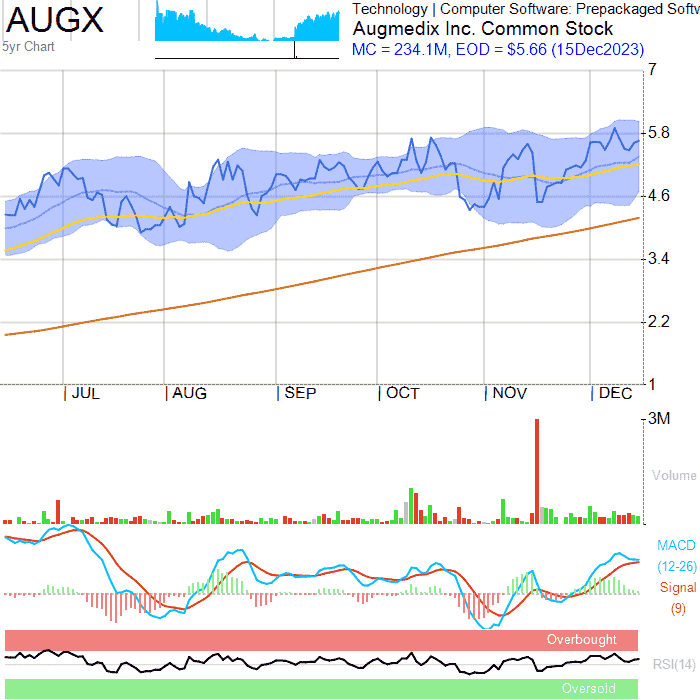 AUGX
5yr Chart
Technology | Computer Software: Prepackaged Softw
Augmedix Inc. Common Stock
MC = 234.1M, EOD = $5.66 (15Dec2023)
7
5.8
4.6
3.4
2.2
1
| JUL | AUG | SEP | OCT | NOV | DEC
3M
Volume
MACD
(12-26)
Signal
(9)
Overbought
RSI(14)
Oversold